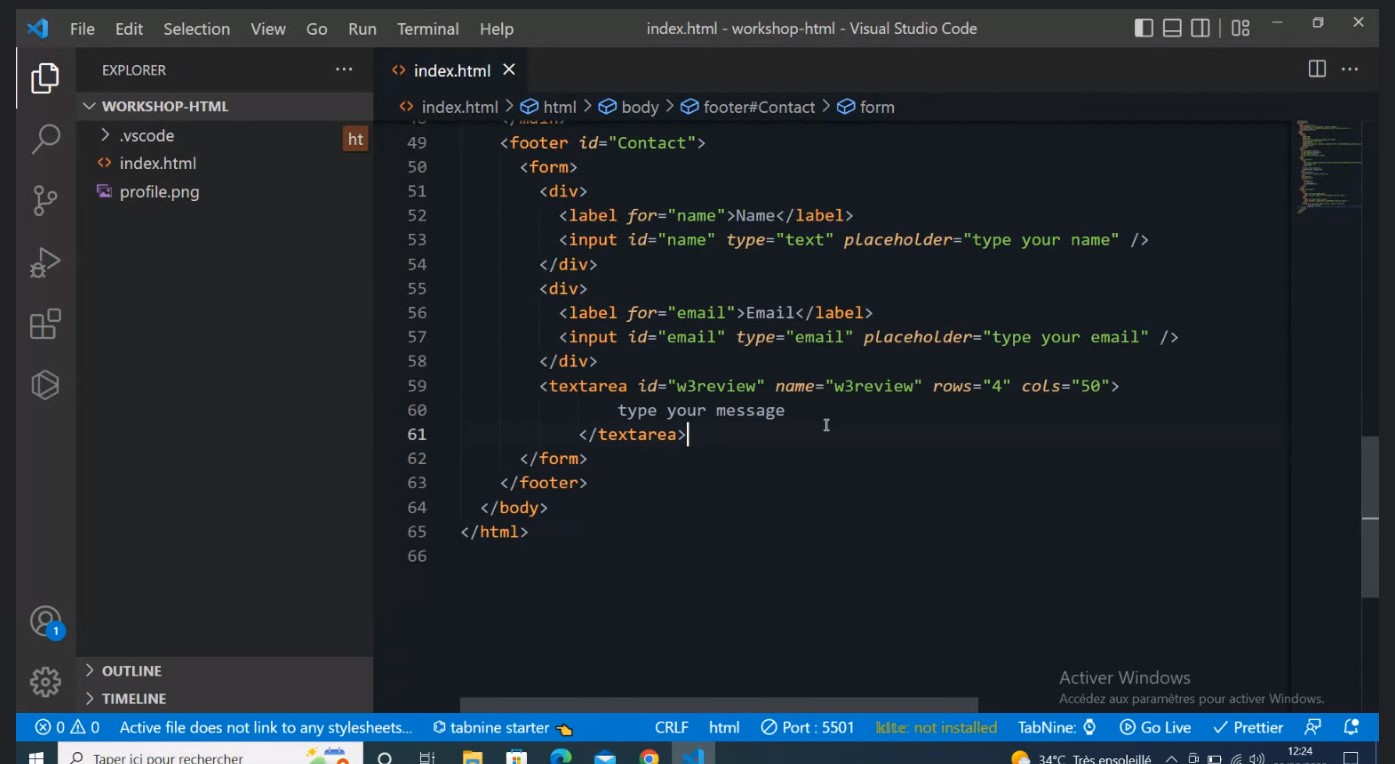 File Edit Selection View Go Run Terminal Help index.html - workshop-html - Visual Studio Code
EXPLORER
WORKSHOP-HTML
.vscode
ht
index.html
profile.png
OUTLINE
TIMELINE
index.html
index.html > html > body > footer#Contact > form
49 <footer id="Contact">
50 <form>
51 <div>
52 <label for="name">Name</label>
53 <input id="name" type="text" placeholder="type your name" />
54 </div>
55 <div>
56 <label for="email">Email</label>
57 <input id="email" type="email" placeholder="type your email" />
58 </div>
59 <textarea id="w3review" name="w3review" rows="4" cols="50">
60 type your message
61 </textarea>
62 </form>
63 </footer>
64 </body>
65 </html>
66
Activer Windows
Accédez aux paramètres pour activer Windows.
1
0 0 Active file does not link to any stylesheets... tabnine starter CRLF html Port : 5501 kite: not installed TabNine: Go Live Prettier
Taper ici pour rechercher 34°C Très ensoleillé 12:24